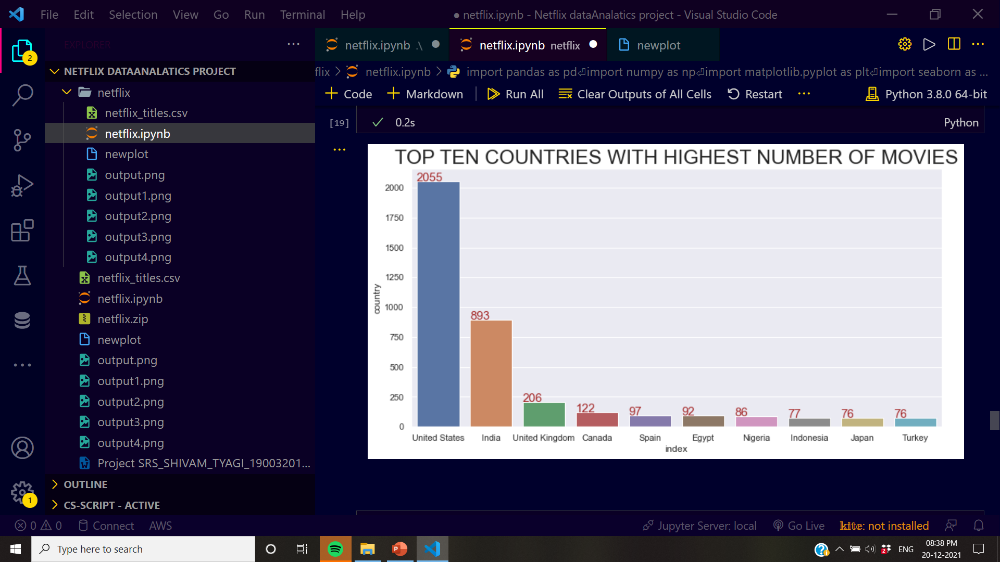 File Edit Selection View Go Run Terminal Help ● netflix.ipynb - Netflix dataAnalatics project - Visual Studio Code
EXPLORER
netflix.ipynb .\ netflix.ipynb netflix newplot
2
NETFLIX DATAANALATICS PROJECT
flix > netflix.ipynb > import pandas as pd⏎import numpy as np⏎import matplotlib.pyplot as plt⏎import seaborn as ...
Code Markdown Run All Clear Outputs of All Cells Restart Python 3.8.0 64-bit
netflix
netflix_titles.csv
netflix.ipynb
newplot
output.png
output1.png
output2.png
output3.png
output4.png
netflix_titles.csv
netflix.ipynb
netflix.zip
newplot
output.png
output1.png
output2.png
output3.png
output4.png
Project SRS_SHIVAM_TYAGI_19003201...
OUTLINE
1
CS-SCRIPT - ACTIVE
[19] 0.2s Python
TOP TEN COUNTRIES WITH HIGHEST NUMBER OF MOVIES
2055
2000
1750
1500
1250
country
1000
893
750
500
250
206
122
97
92
86
77
76
76
0
United States India United Kingdom Canada Spain Egypt Nigeria Indonesia Japan Turkey
index
0 0 Connect AWS Jupyter Server: local Go Live kite: not installed
Type here to search
2
ENG
08:38 PM
20-12-2021